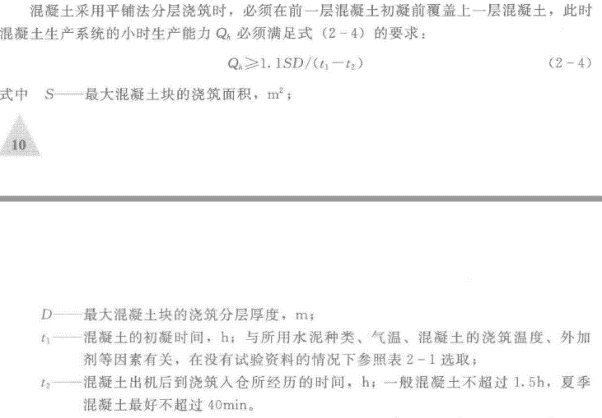 混凝土采用平铺法分层浇筑时，必须在前一层混凝土初凝前覆盖上一层混凝土，此时
混凝土生产系统的小时生产能力 Qh 必须满足式（2-4）的要求：
Qh≥1.1SD/(t1－t2) （2-4）
式中 S——最大混凝土块的浇筑面积，m²；
10
D——最大混凝土块的浇筑分层厚度，m；
t1——混凝土的初凝时间，h；与所用水泥种类、气温、混凝土的浇筑温度、外加
剂等因素有关，在没有试验资料的情况下参照表 2-1 选取；
t2——混凝土出机后到浇筑入仓所经历的时间，h；一般混凝土不超过 1.5h，夏季
混凝土最好不超过 40min。